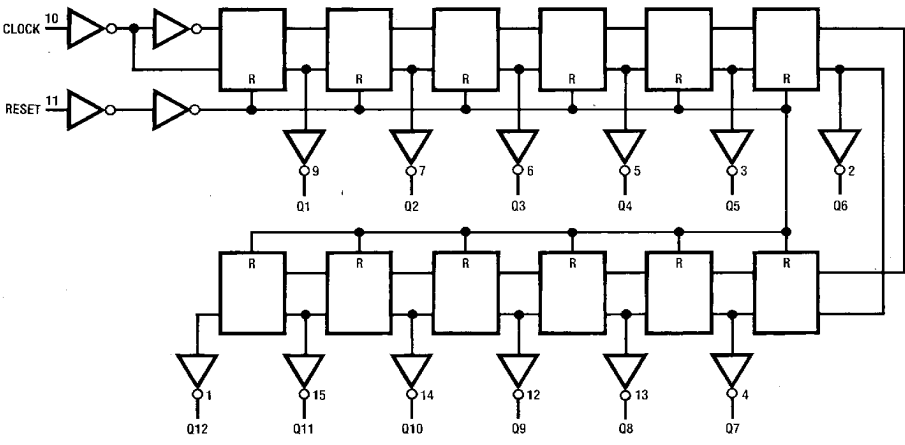 CLOCK 10
R R R R R R
RESET 11
9 7 6 5 3 2
Q1 Q2 Q3 Q4 Q5 Q6
R R R R R R
1 15 14 12 13 4
Q12 Q11 Q10 Q9 Q8 Q7